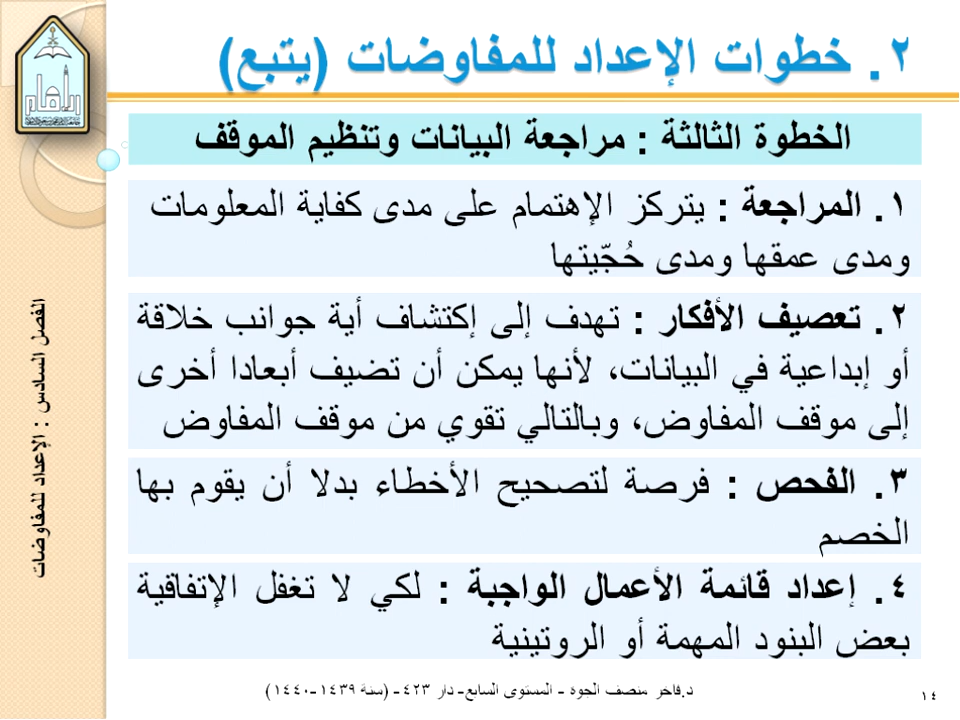 ٢. خطوات الإعداد للمفاوضات (يتبع)
الخطوة الثالثة : مراجعة البيانات وتنظيم الموقف
١. المراجعة : يتركز الإهتمام على مدى كفاية المعلومات
ومدى عمقها ومدى حُجّيتها
٢. تعصيف الأفكار : تهدف إلى إكتشاف أية جوانب خلاقة
أو إبداعية في البيانات، لأنها يمكن أن تضيف أبعادا أخرى
إلى موقف المفاوض، وبالتالي تقوي من موقف المفاوض
٣. الفحص : فرصة لتصحيح الأخطاء بدلا أن يقوم بها
الخصم
٤. إعداد قائمة الأعمال الواجبة : لكي لا تغفل الإتفاقية
بعض البنود المهمة أو الروتينية
الفصل السادس : الإعداد للمفاوضات
د.فاخر منصف الجوة - المستوى السابع- دار ٤٢٣- (سنة ١٤٣٩-١٤٤٠)
١٤